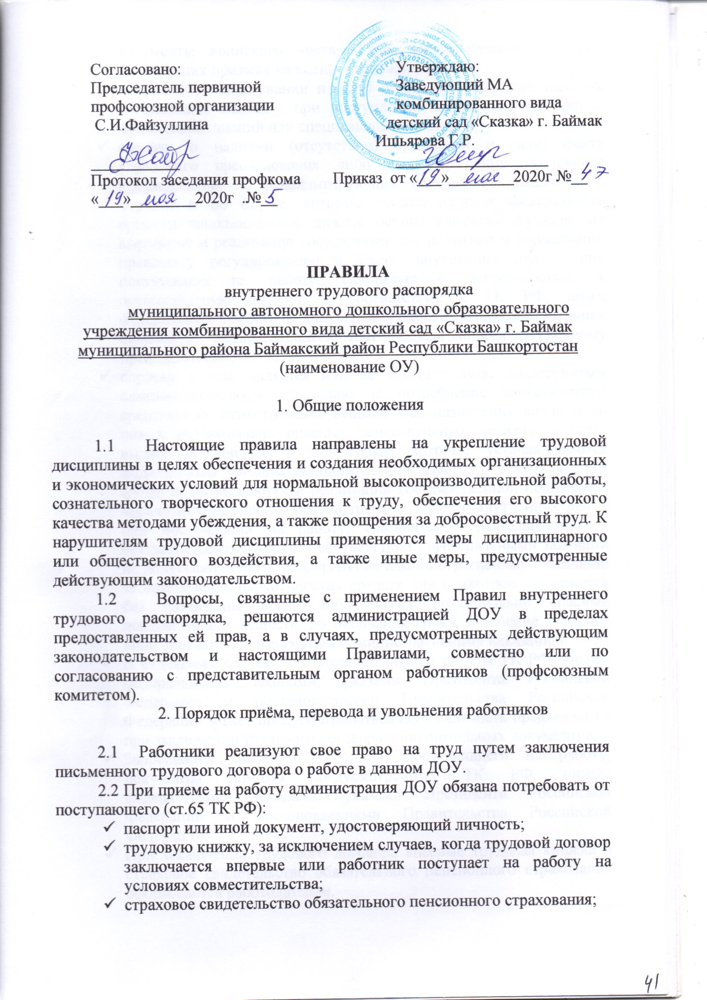 Согласовано:
Председатель первичной
профсоюзной организации
С.И.Файзуллина
Протокол заседания профкома
«19» мая 2020г .№ 5
Утверждаю:
Заведующий МА
комбинированного вида
детский сад «Сказка» г. Баймак
Ишьярова Г.Р.
Приказ от «19» мая 2020г № 47
МАДОУ
комбинированного
вида детский
г. Баймак
ПРАВИЛА
внутреннего трудового распорядка
муниципального автономного дошкольного образовательного
учреждения комбинированного вида детский сад «Сказка» г. Баймак
муниципального района Баймакский район Республики Башкортостан
(наименование ОУ)
1. Общие положения
1.1 Настоящие правила направлены на укрепление трудовой
дисциплины в целях обеспечения и создания необходимых организационных
и экономических условий для нормальной высокопроизводительной работы,
сознательного творческого отношения к труду, обеспечения его высокого
качества методами убеждения, а также поощрения за добросовестный труд. К
нарушителям трудовой дисциплины применяются меры дисциплинарного
или общественного воздействия, а также иные меры, предусмотренные
действующим законодательством.
1.2 Вопросы, связанные с применением Правил внутреннего
трудового распорядка, решаются администрацией ДОУ в пределах
предоставленных ей прав, а в случаях, предусмотренных действующим
законодательством и настоящими Правилами, совместно или по
согласованию с представительным органом работников (профсоюзным
комитетом).
2. Порядок приёма, перевода и увольнения работников
2.1 Работники реализуют свое право на труд путем заключения
письменного трудового договора о работе в данном ДОУ.
2.2 При приеме на работу администрация ДОУ обязана потребовать от
поступающего (ст.65 ТК РФ):
✓ паспорт или иной документ, удостоверяющий личность;
✓ трудовую книжку, за исключением случаев, когда трудовой договор
заключается впервые или работник поступает на работу на
условиях совместительства;
✓ страховое свидетельство обязательного пенсионного страхования;
41